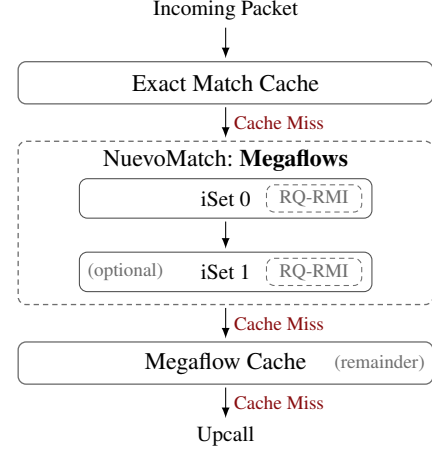 Incoming Packet
Exact Match Cache
Cache Miss
NuevoMatch: Megaflows
iSet 0 RQ-RMI
(optional) iSet 1 RQ-RMI
Cache Miss
Megaflow Cache (remainder)
Cache Miss
Upcall